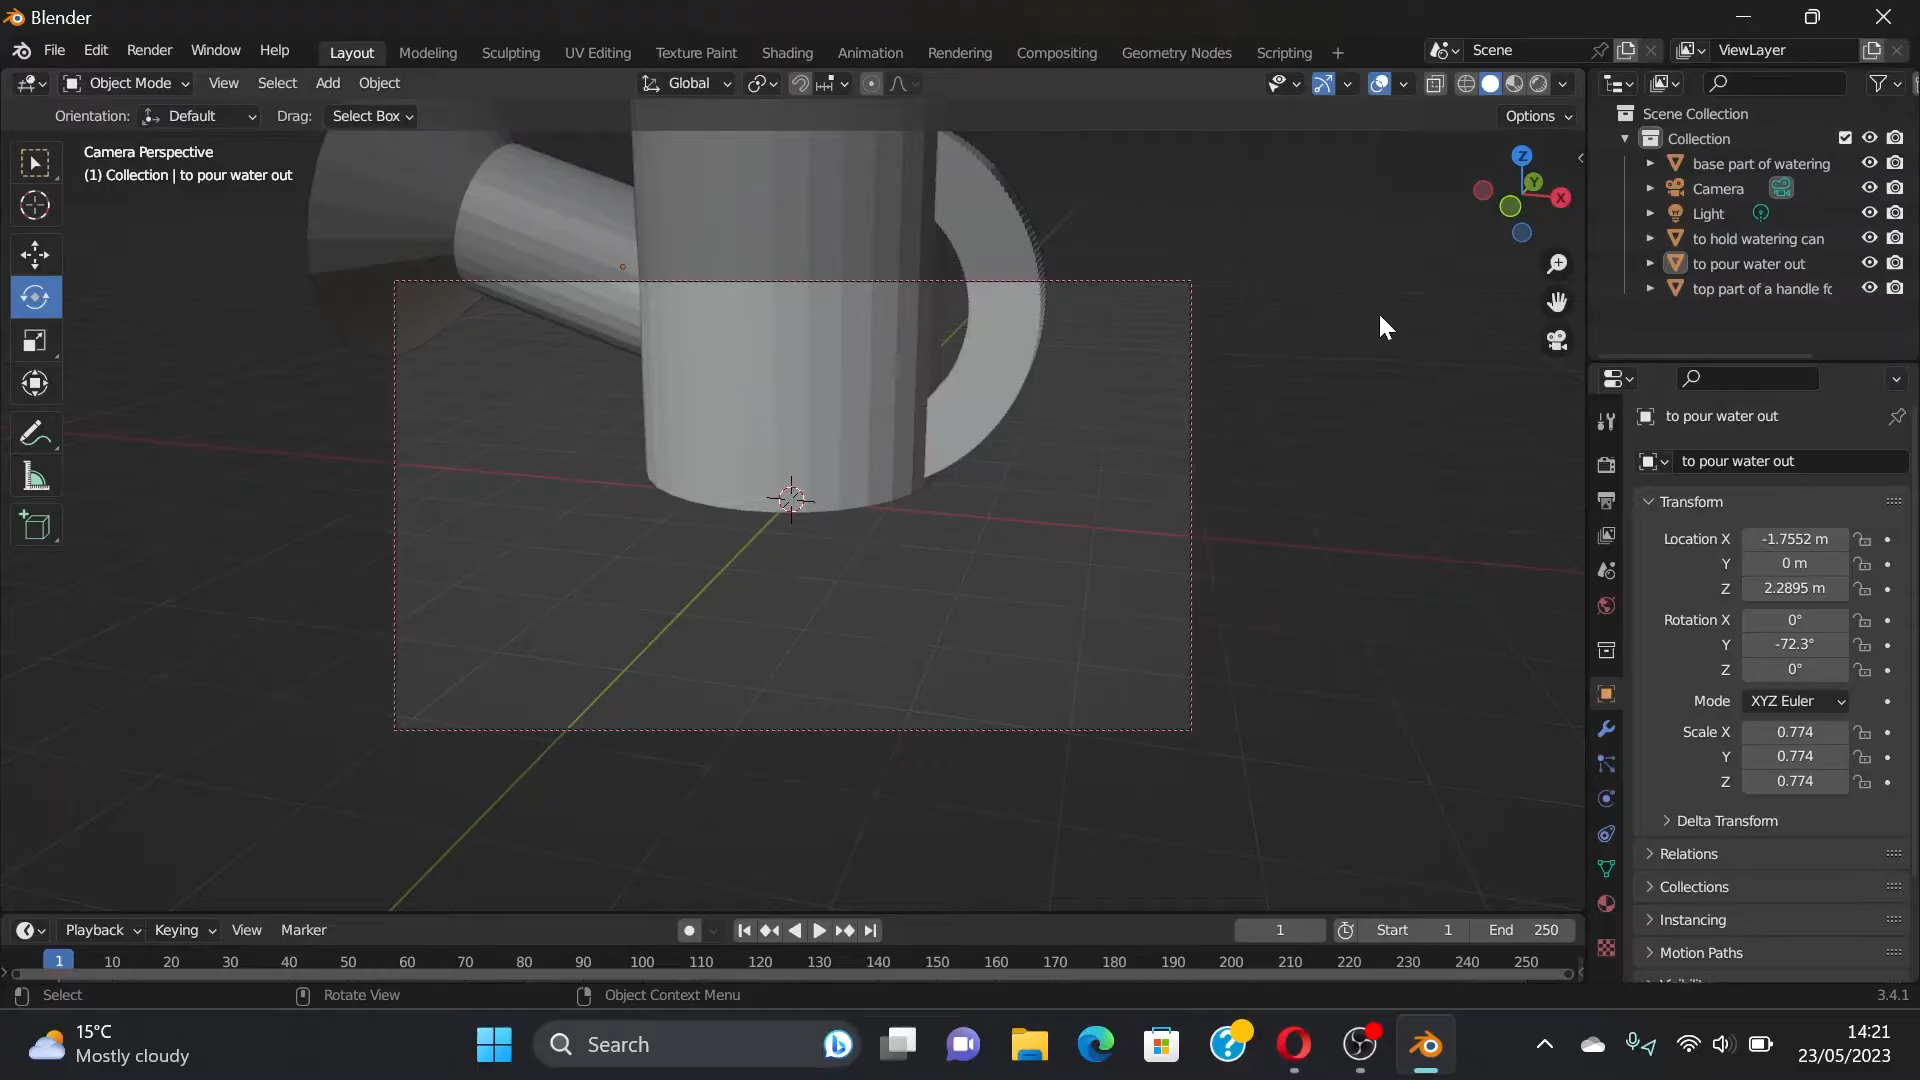 Blender
File Edit Render Window Help
Layout Modeling Sculpting UV Editing Texture Paint Shading Animation Rendering Compositing Geometry Nodes Scripting +
Scene
ViewLayer
Object Mode View Select Add Object
Global
Orientation: Default Drag: Select Box
Options
Camera Perspective
(1) Collection | to pour water out
Z
Y
X
Scene Collection
Collection
base part of watering
Camera
Light
to hold watering can
to pour water out
top part of a handle fo
to pour water out
to pour water out
Transform
Location X -1.7552 m
Y 0 m
Z 2.2895 m
Rotation X 0°
Y -72.3°
Z 0°
Mode XYZ Euler
Scale X 0.774
Y 0.774
Z 0.774
Delta Transform
Relations
Collections
Instancing
Motion Paths
Playback Keying View Marker
1 Start 1 End 250
1 10 20 30 40 50 60 70 80 90 100 110 120 130 140 150 160 170 180 190 200 210 220 230 240 250
Select Rotate View Object Context Menu
3.4.1
15°C
Mostly cloudy
Search
14:21
23/05/2023